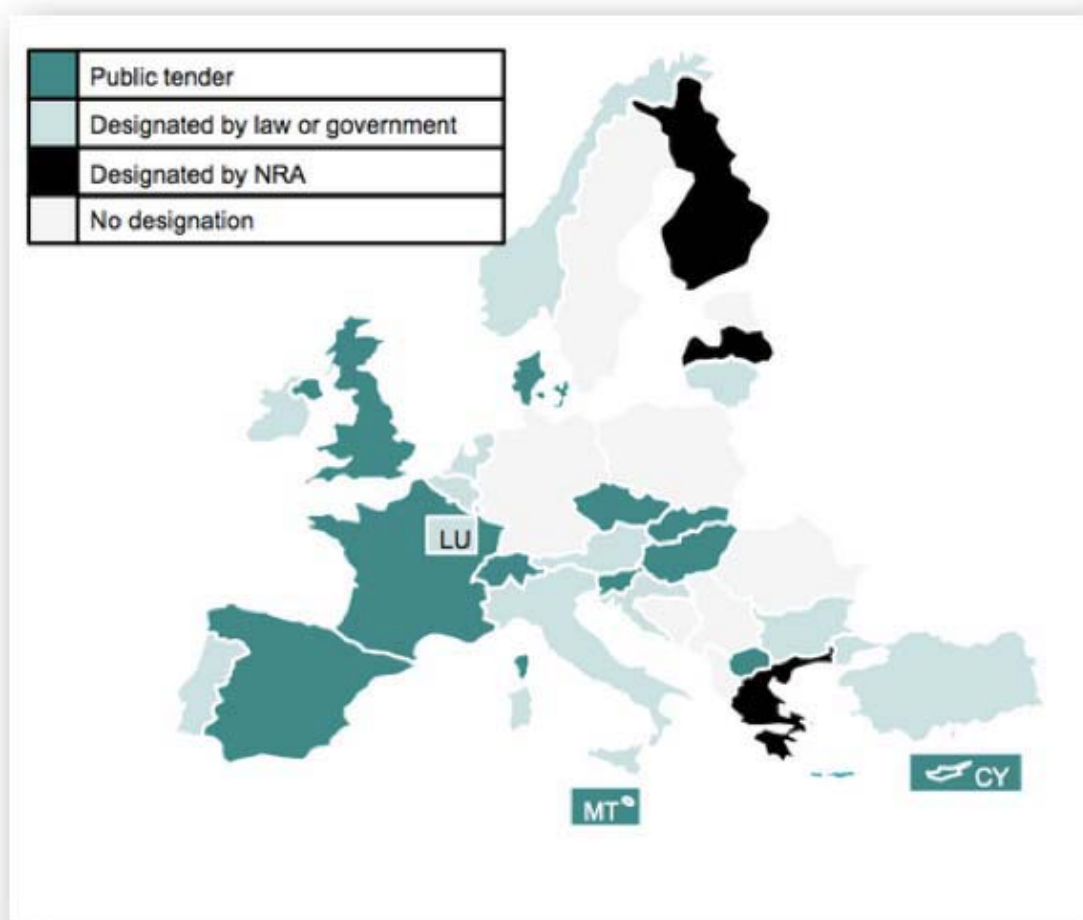 Public tender
Designated by law or government
Designated by NRA
No designation
LU
CY
MT